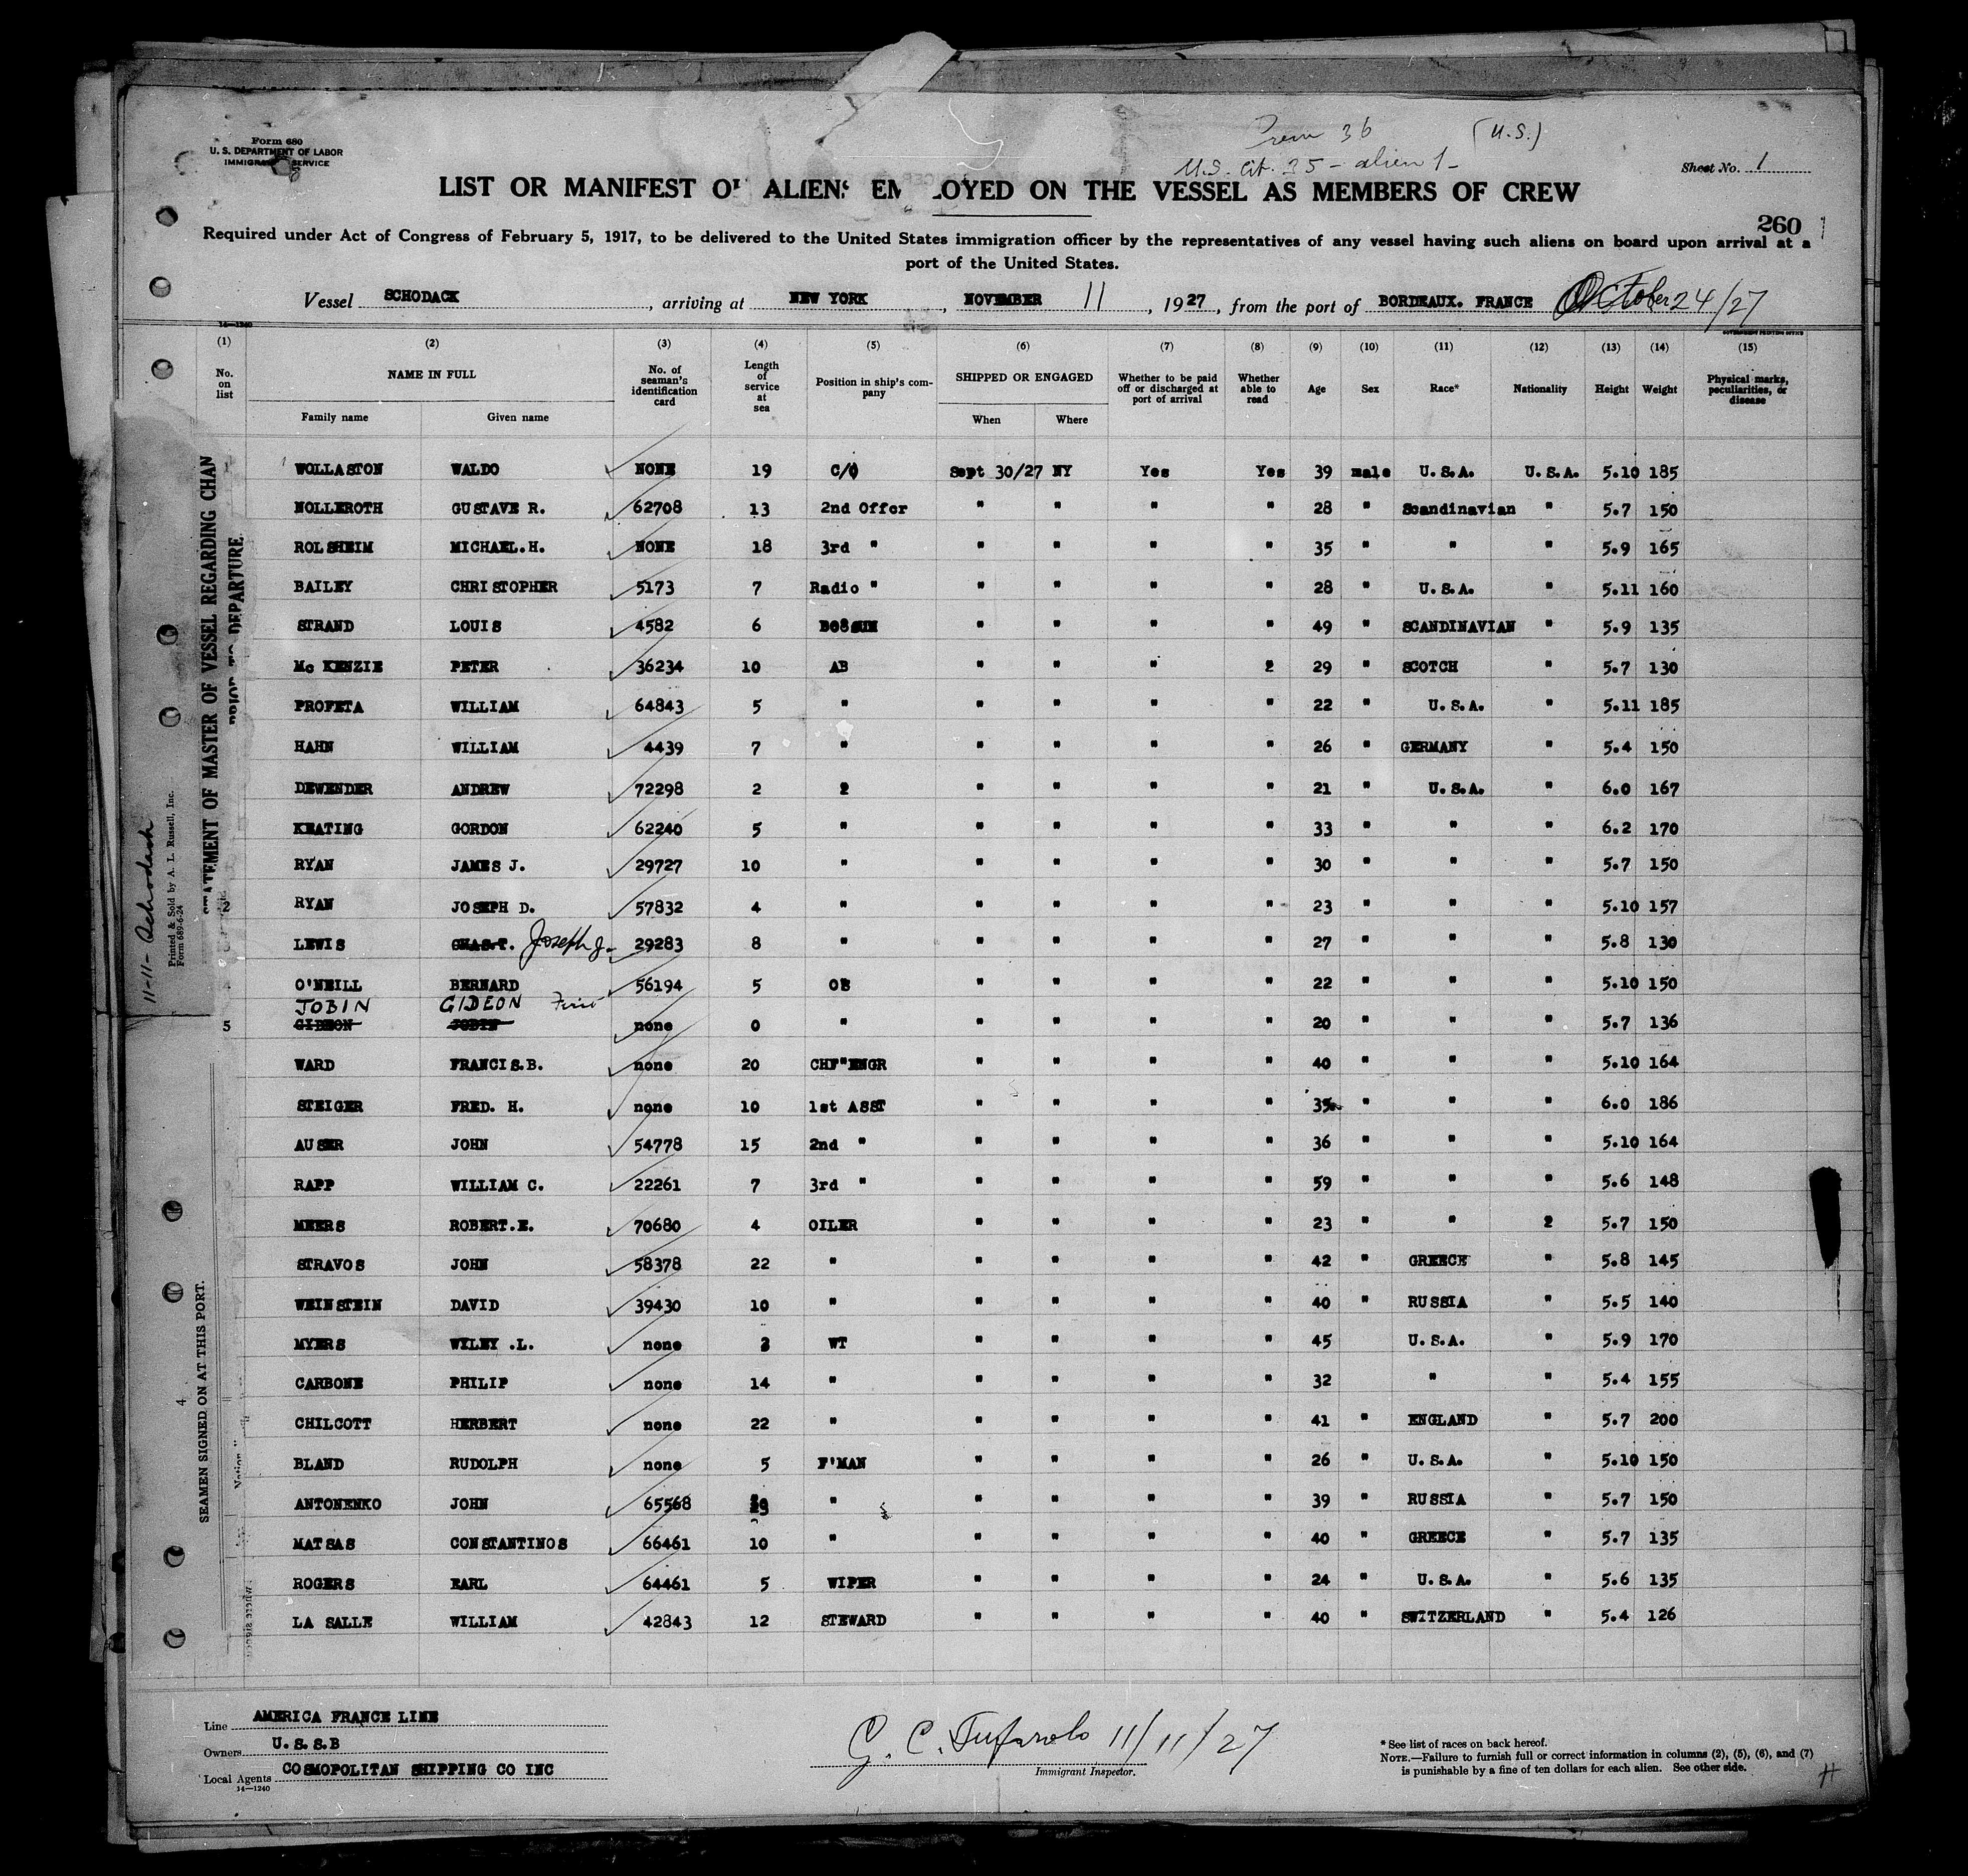 Form 680
U. S. DEPARTMENT OF LABOR
IMMIGRATION SERVICE
36 (U.S.)
U.S. Cit. 35 - alien 1 -
Sheet No. 1
LIST OR MANIFEST OF ALIENS EMPLOYED ON THE VESSEL AS MEMBERS OF CREW
260
Required under Act of Congress of February 5, 1917, to be delivered to the United States immigration officer by the representatives of any vessel having such aliens on board upon arrival at a
port of the United States.
Vessel SCHODACK, arriving at NEW YORK, NOVEMBER 11, 1927, from the port of BORDEAUX. FRANCE October 24/27
14—1240
GOVERNMENT PRINTING OFFICE
(1) (2) (3) (4) (5) (6) (7) (8) (9) (10) (11) (12) (13) (14) (15)
No. on list NAME IN FULL Family name Given name No. of seaman's identification card Length of service at sea Position in ship's company SHIPPED OR ENGAGED When Where Whether to be paid off or discharged at port of arrival Whether able to read Age Sex Race* Nationality Height Weight Physical marks, peculiarities, or disease
1 WOLLASTON WALDO NONE 19 C/O Sept 30/27 NY Yes Yes 39 male U.S.A. U.S.A. 5.10 185
NOLLEROTH GUSTAVE R. 62708 13 2nd Offcr " " " " 28 " Scandinavian " 5.7 150
ROLSHEIM MICHAEL.H. NONE 18 3rd " " " " " 35 " " " 5.9 165
BAILEY CHRISTOPHER 5173 7 Radio " " " " " 28 " U.S.A. " 5.11 160
STRAND LOUIS 4582 6 BOSSUN " " " " 49 " SCANDINAVIAN " 5.9 135
Mc KENZIE PETER 36234 10 AB " " " 2 29 " SCOTCH " 5.7 130
PROFETA WILLIAM 64843 5 " " " " " 22 " U.S.A. " 5.11 185
HAHN WILLIAM 4439 7 " " " " " 26 " GERMANY " 5.4 150
DEWENDER ANDREW 72298 2 2 " " " " 21 " U.S.A. " 6.0 167
KEATING GORDON 62240 5 " " " " " 33 " " " 6.2 170
RYAN JAMES J. 29727 10 " " " " " 30 " " " 5.7 150
RYAN JOSEPH D. 57832 4 " " " " " 23 " " " 5.10 157
LEWIS CHAS.T. Joseph J. 29283 8 " " " " " 27 " " " 5.8 130
O'NEILL BERNARD 56194 5 OS " " " " 22 " " " 5.10 150
JOBIN GIDEON
5 GIDEON JOBIN none 0 " " " " " 20 " " " 5.7 136
WARD FRANCIS.B. none 20 CHF"ENGR " " " " 40 " " " 5.10 164
STEIGER FRED. H. none 10 1st ASST " " " " " " " 6.0 186
AUSER JOHN 54778 15 2nd " " " " " 36 " " " 5.10 164
RAPP WILLIAM C. 22261 7 3rd " " " " " 59 " " " 5.6 148
MEERS ROBERT.E. 70680 4 OILER " " " " 23 " " 2 5.7 150
STRAVOS JOHN 58378 22 " " " " " 42 " GREECE " 5.8 145
WEINSTEIN DAVID 39430 10 " " " " " 40 " RUSSIA " 5.5 140
MYERS WILEY .L. none WT " " " " 45 " U.S.A. " 5.9 170
CARBONE PHILIP none 14 " " " " " 32 " " " 5.4 155
CHILCOTT HERBERT none 22 " " " " " 41 " ENGLAND " 5.7 200
BLAND RUDOLPH none 5 F'MAN " " " " 26 " U.S.A. " 5.10 150
ANTONENKO JOHN 65568 " " " " " 39 " RUSSIA " 5.7 150
MATSAS CONSTANTINOS 66461 10 " " " " " 40 " GREECE " 5.7 135
ROGERS EARL 64461 5 WIPER " " " " 24 " U.S.A. " 5.6 135
LA SALLE WILLIAM 42843 12 STEWARD " " " " 40 " SWITZERLAND " 5.4 126
STATEMENT OF MASTER OF VESSEL REGARDING CHAN
PRIOR TO DEPARTURE.
11-11- Schodack
Printed & Sold by A. L. Russell, Inc.
Form 689-6-24
SEAMEN SIGNED ON AT THIS PORT.
4
Line AMERICA FRANCE LINE
Owners U.S.S.B
Local Agents COSMOPOLITAN SHIPPING CO INC
14—1240
G. C. Tufarolo 11/11/27
Immigrant Inspector.
* See list of races on back hereof.
NOTE.—Failure to furnish full or correct information in columns (2), (5), (6), and (7)
is punishable by a fine of ten dollars for each alien. See other side.